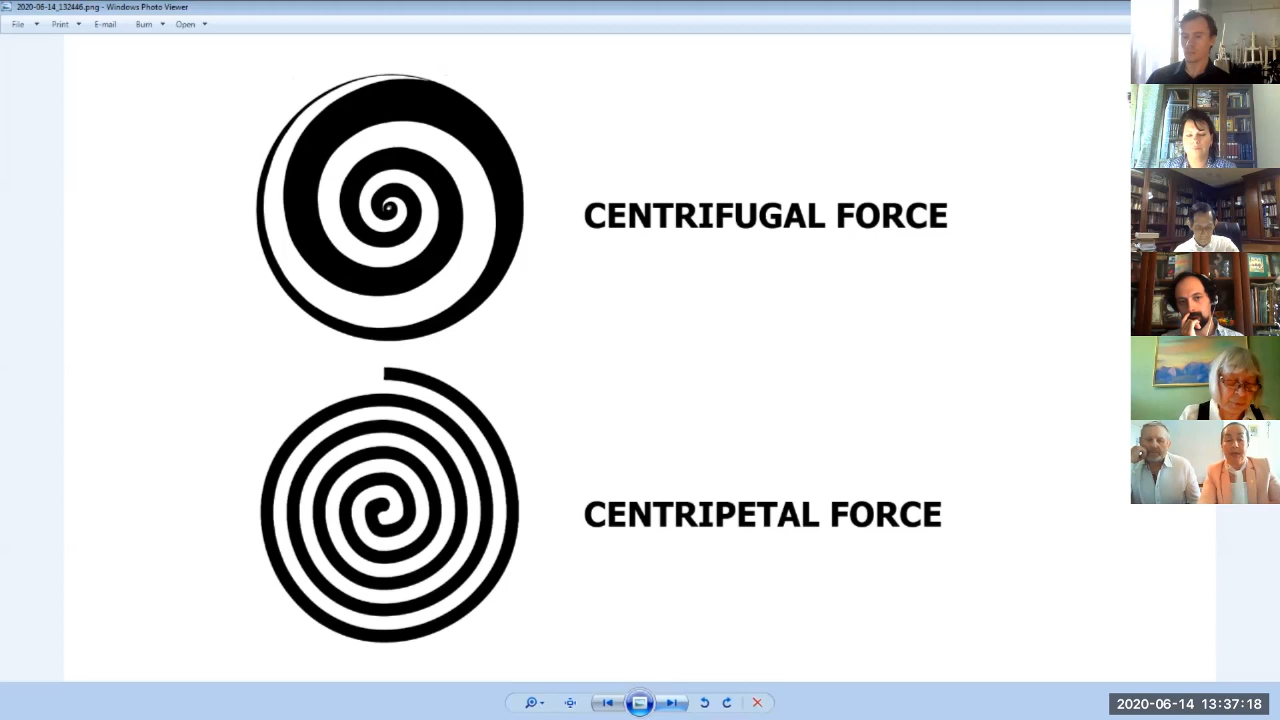 2020-06-14_132446.png - Windows Photo Viewer
File Print E-mail Burn Open
CENTRIFUGAL FORCE
CENTRIPETAL FORCE
2020-06-14 13:37:18